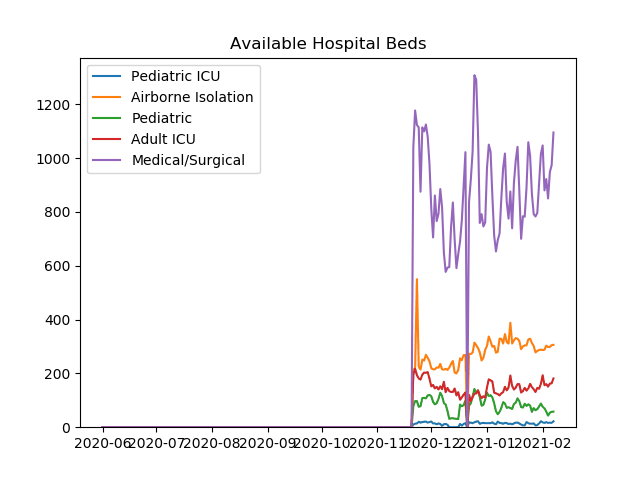 Available Hospital Beds
Pediatric ICU
Airborne Isolation
Pediatric
Adult ICU
Medical/Surgical
1200
1000
800
600
400
200
0
2020-06 2020-07 2020-08 2020-09 2020-10 2020-11 2020-12 2021-01 2021-02